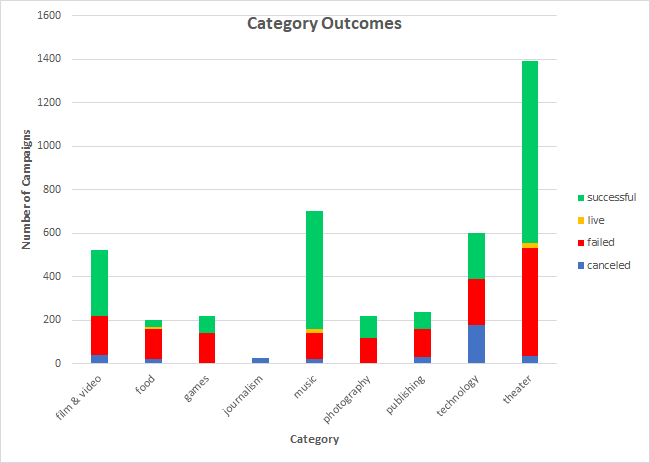 Category Outcomes
1600
1400
1200
1000
800
600
400
200
0
Number of Campaigns
film & video
food
games
journalism
music
photography
publishing
technology
theater
Category
successful
live
failed
canceled